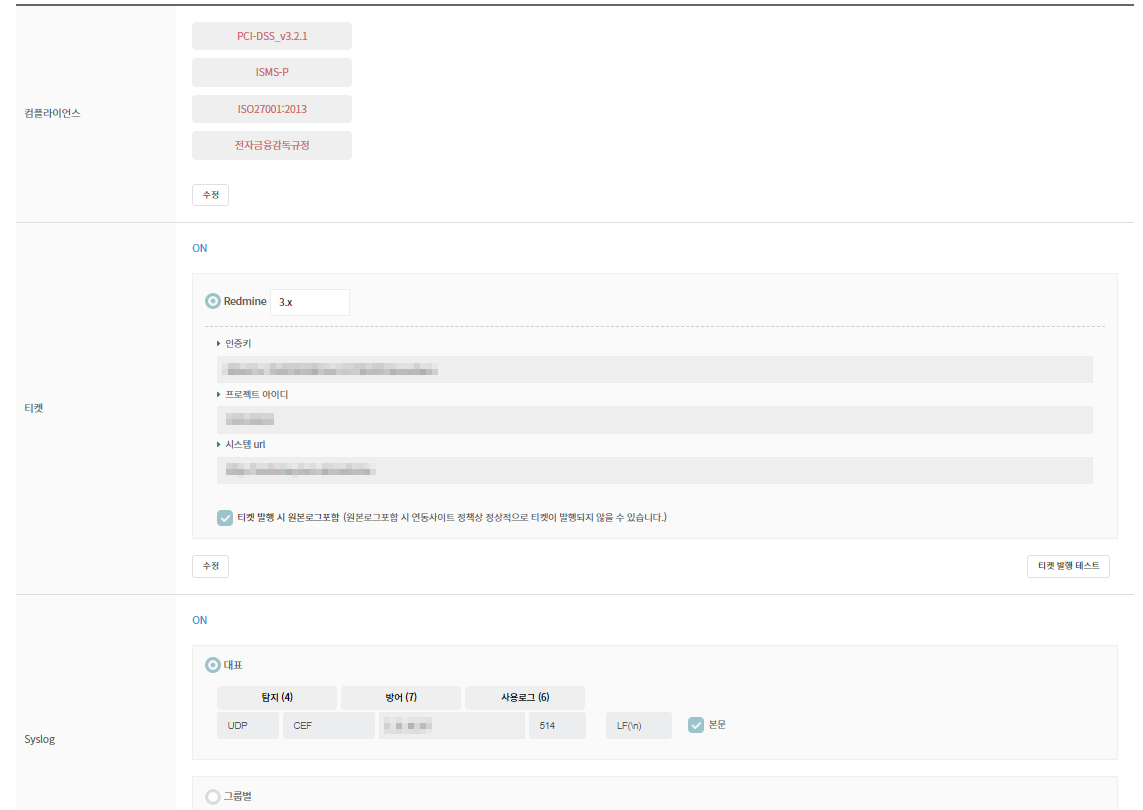 PCI-DSS_v3.2.1
ISMS-P
컴플라이언스
ISO27001:2013
전자금융감독규정
수정
ON
Redmine 3.x
인증키
프로젝트 아이디
티켓
시스템 url
티켓 발행 시 원본로그포함 (원본로그포함 시 연동사이트 정책상 정상적으로 티켓이 발행되지 않을 수 있습니다.)
수정 티켓 발행 테스트
ON
대표
탐지 (4) 방어 (7) 사용로그 (6)
UDP CEF 514 LF(\n) 본문
Syslog
그룹별